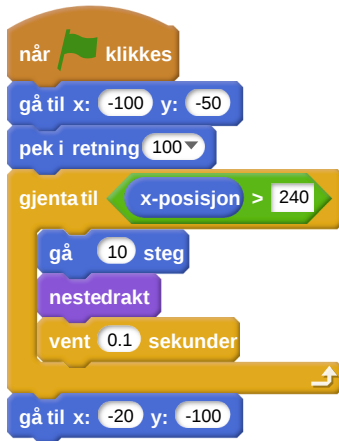 når klikkes
gå til x: -100 y: -50
pek i retning 100
gjenta til x-posisjon > 240
gå 10 steg
nestedrakt
vent 0.1 sekunder
gå til x: -20 y: -100